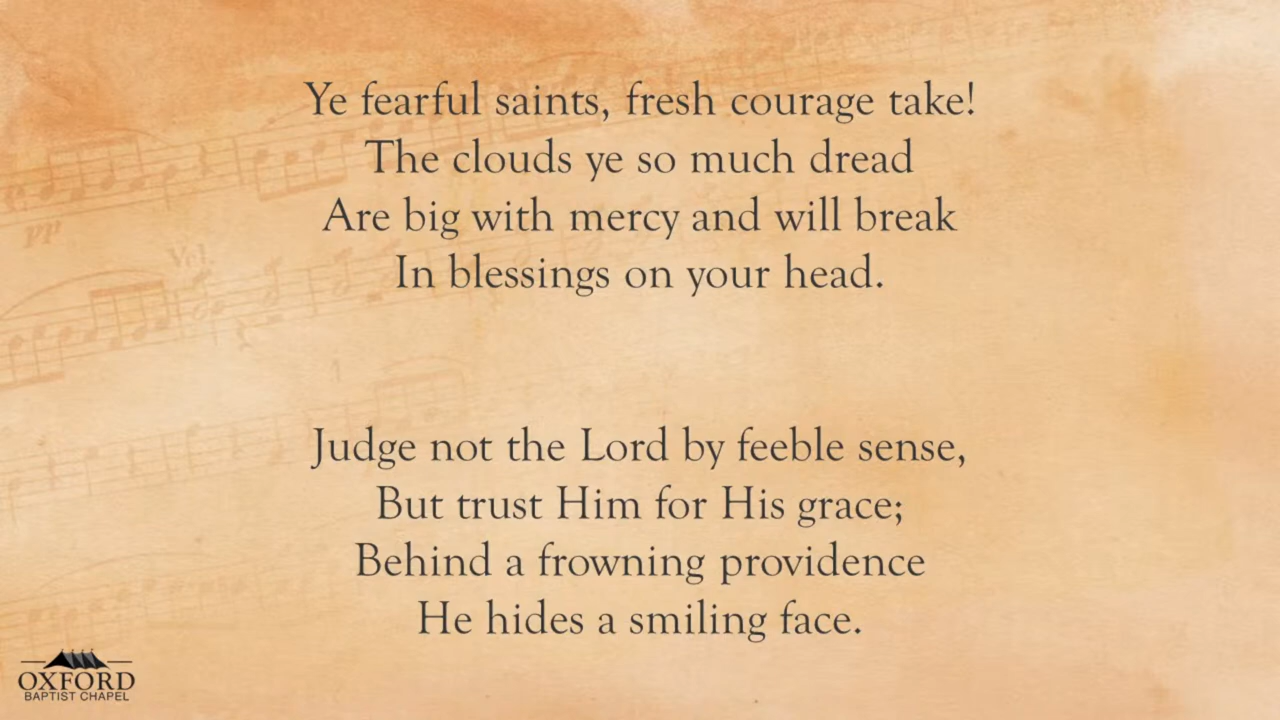 Ye fearful saints, fresh courage take!
The clouds ye so much dread
Are big with mercy and will break
In blessings on your head.
Judge not the Lord by feeble sense,
But trust Him for His grace;
Behind a frowning providence
He hides a smiling face.
OXFORD
BAPTIST CHAPEL